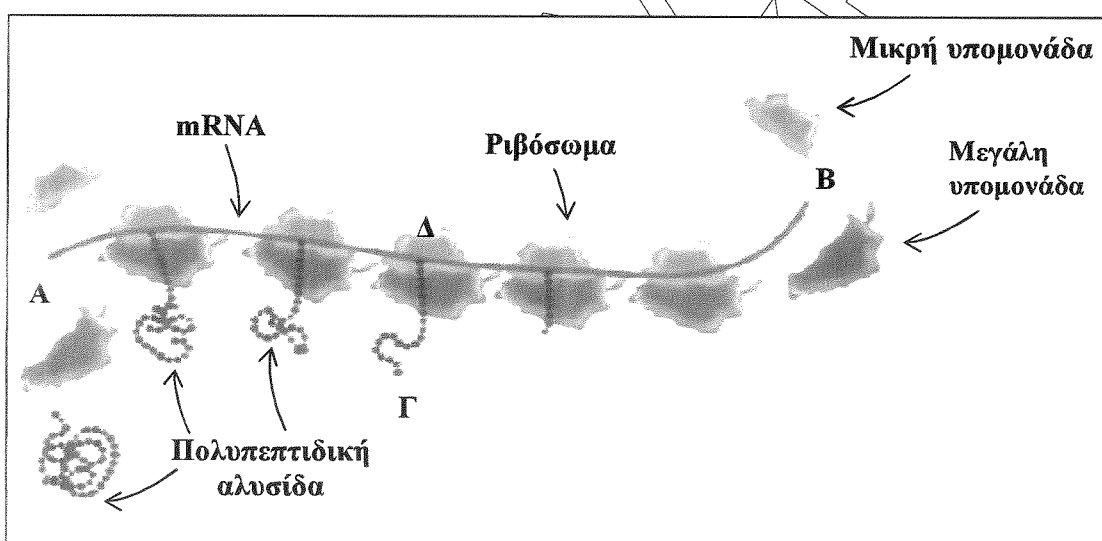 Μικρή υπομονάδα
mRNA
Ριβόσωμα
Μεγάλη
υπομονάδα
Β
Δ
Α
Γ
Πολυπεπτιδική
αλυσίδα